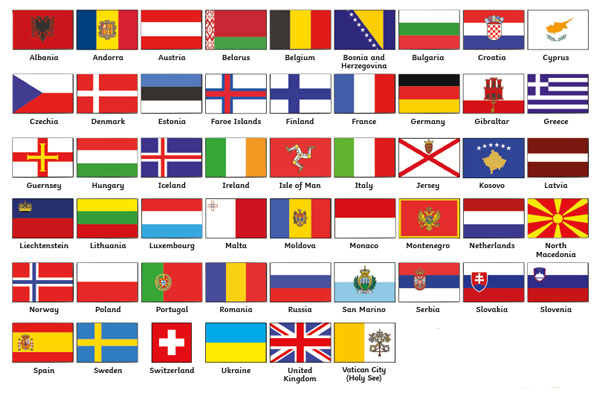 Albania Andorra Austria Belarus Belgium Bosnia and Herzegovina Bulgaria Croatia Cyprus
Czechia Denmark Estonia Faroe Islands Finland France Germany Gibraltar Greece
Guernsey Hungary Iceland Ireland Isle of Man Italy Jersey Kosovo Latvia
Liechtenstein Lithuania Luxembourg Malta Moldova Monaco Montenegro Netherlands North Macedonia
Norway Poland Portugal Romania Russia San Marino Serbia Slovakia Slovenia
Spain Sweden Switzerland Ukraine United Kingdom Vatican City (Holy See)